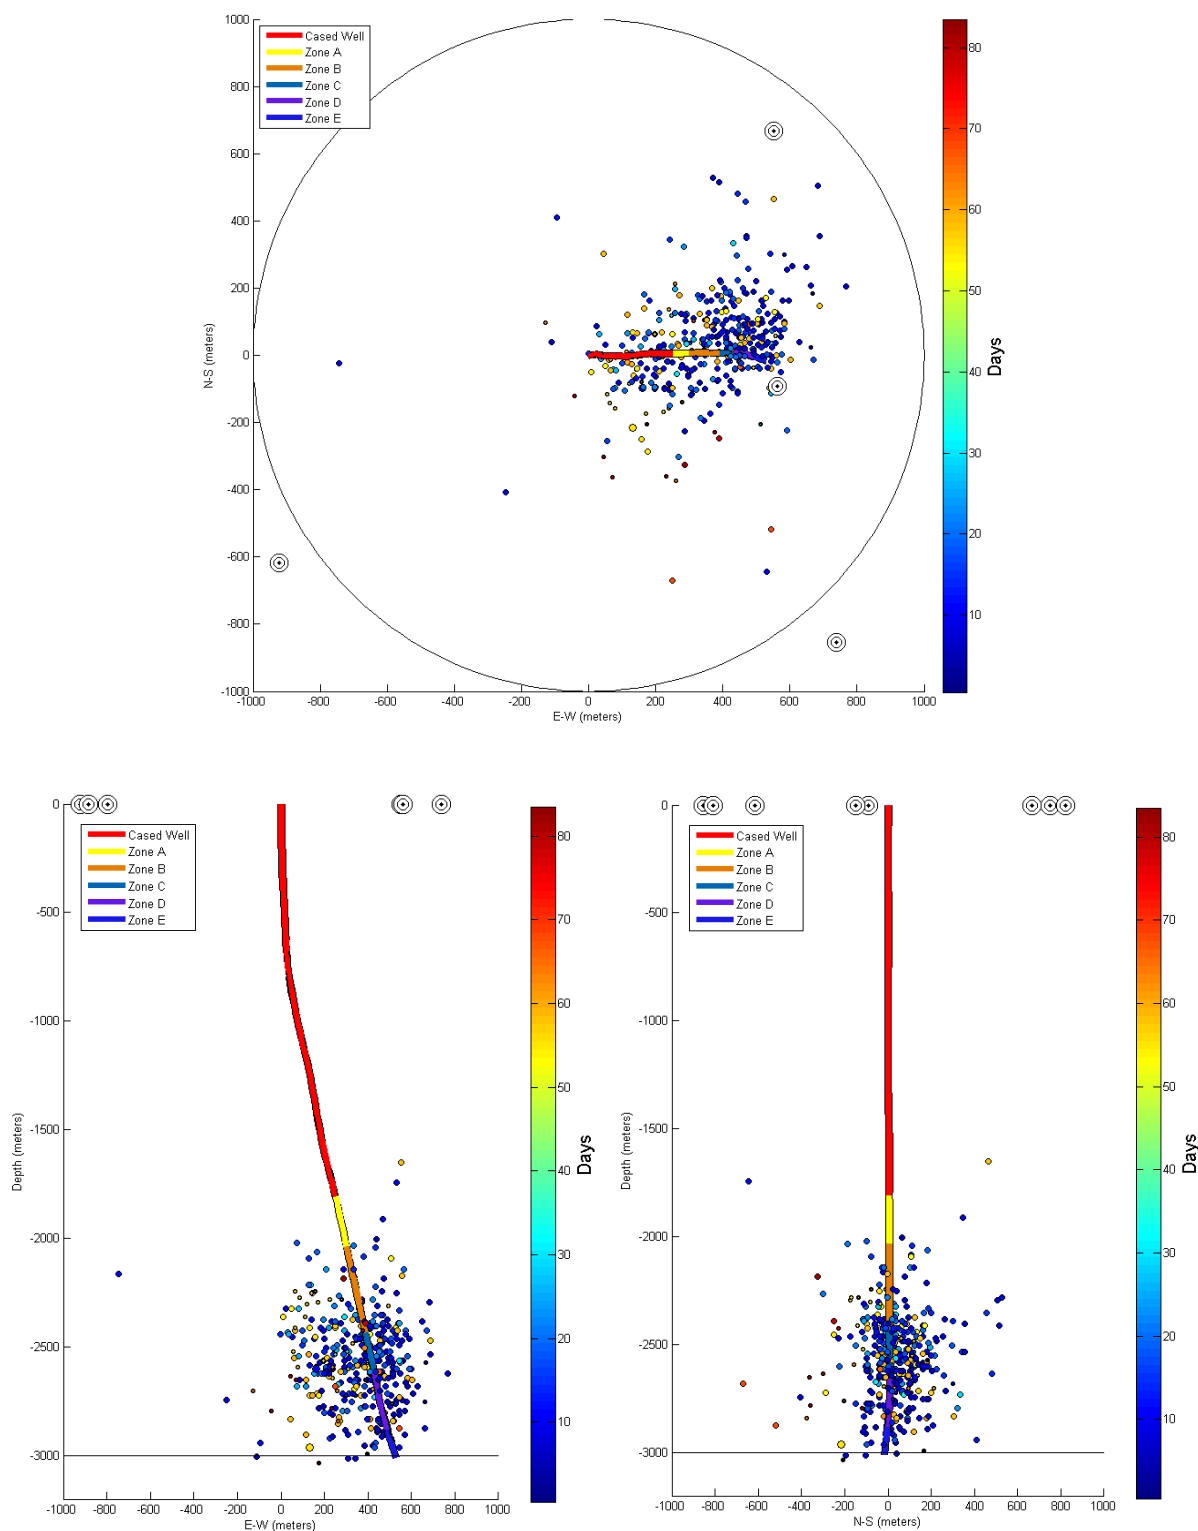 1000
800
600
400
200
0
-200
-400
-600
-800
-1000
N-S (meters)
Cased Well
Zone A
Zone B
Zone C
Zone D
Zone E
-1000 -800 -600 -400 -200 0 200 400 600 800 1000
E-W (meters)
80
70
60
50
40
30
20
10
Days
0
-500
-1000
-1500
-2000
-2500
-3000
Depth (meters)
Cased Well
Zone A
Zone B
Zone C
Zone D
Zone E
-1000 -800 -600 -400 -200 0 200 400 600 800 1000
E-W (meters)
80
70
60
50
40
30
20
10
Days
0
-500
-1000
-1500
-2000
-2500
-3000
Depth (meters)
Cased Well
Zone A
Zone B
Zone C
Zone D
Zone E
-1000 -800 -600 -400 -200 0 200 400 600 800 1000
N-S (meters)
80
70
60
50
40
30
20
10
Days